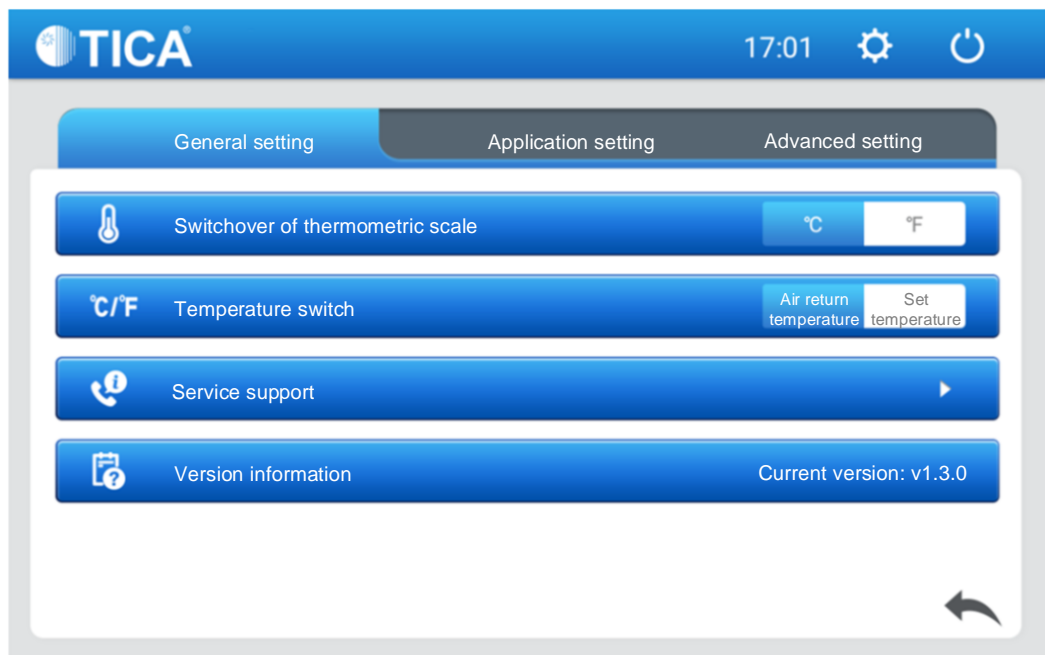 TICA®
17:01
General setting
Application setting
Advanced setting
Switchover of thermometric scale
℃
℉
℃/℉
Temperature switch
Air return
temperature
Set
temperature
Service support
Version information
Current version: v1.3.0